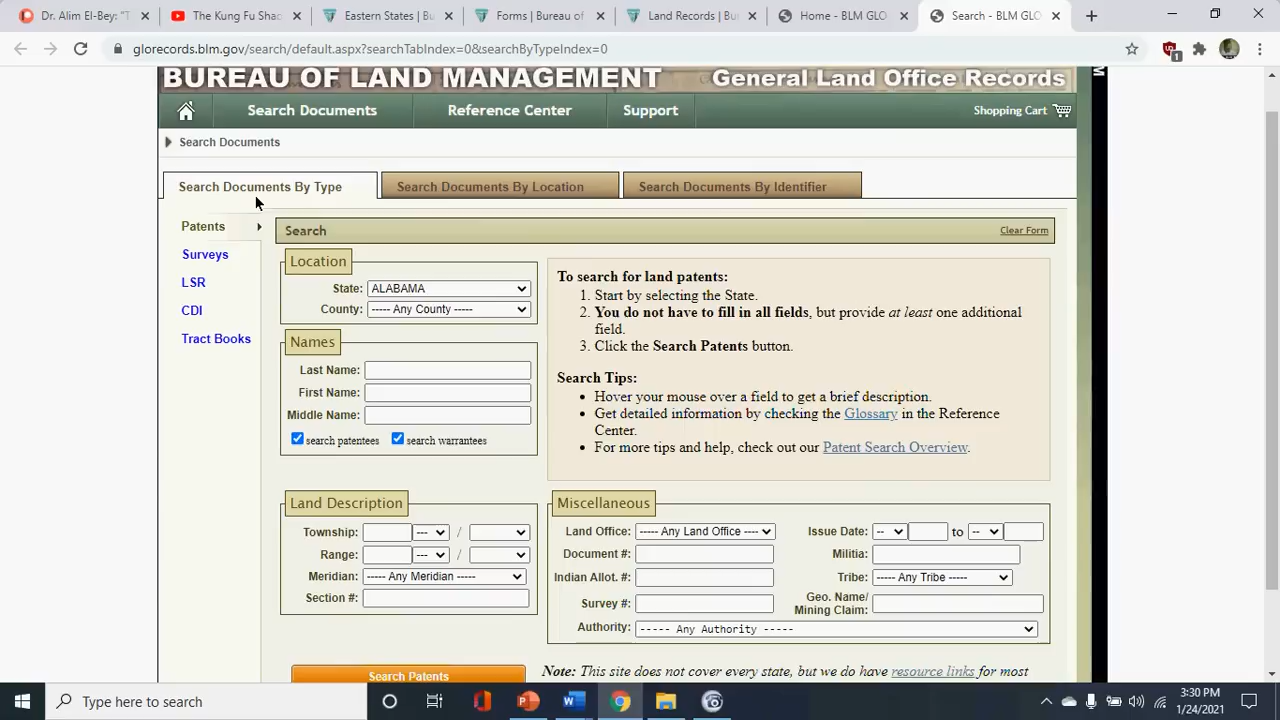 Dr. Alim El-Bey: "T
The Kung Fu Shac
Eastern States | Bu
Forms | Bureau of
Land Records | Bu
Home - BLM GLO
Search - BLM GLO
glorecords.blm.gov/search/default.aspx?searchTabIndex=0&searchByTypeIndex=0
1
BUREAU OF LAND MANAGEMENT General Land Office Records
Search Documents Reference Center Support Shopping Cart
Search Documents
Search Documents By Type Search Documents By Location Search Documents By Identifier
Patents
Surveys
LSR
CDI
Tract Books
Search Clear Form
Location
State: ALABAMA
County: ----- Any County -----
Names
Last Name:
First Name:
Middle Name:
search patentees search warrantees
To search for land patents:
1. Start by selecting the State.
2. You do not have to fill in all fields, but provide at least one additional
field.
3. Click the Search Patents button.
Search Tips:
• Hover your mouse over a field to get a brief description.
• Get detailed information by checking the Glossary in the Reference
Center.
• For more tips and help, check out our Patent Search Overview.
Land Description
Township: --- /
Range: --- /
Meridian: ----- Any Meridian -----
Section #:
Miscellaneous
Land Office: ----- Any Land Office ----
Issue Date: -- to --
Document #:
Militia:
Indian Allot. #:
Tribe: ----- Any Tribe -----
Survey #:
Geo. Name/
Mining Claim:
Authority: ----- Any Authority -----
Search Patents
Note: This site does not cover every state, but we do have resource links for most
Type here to search
3:30 PM
1/24/2021